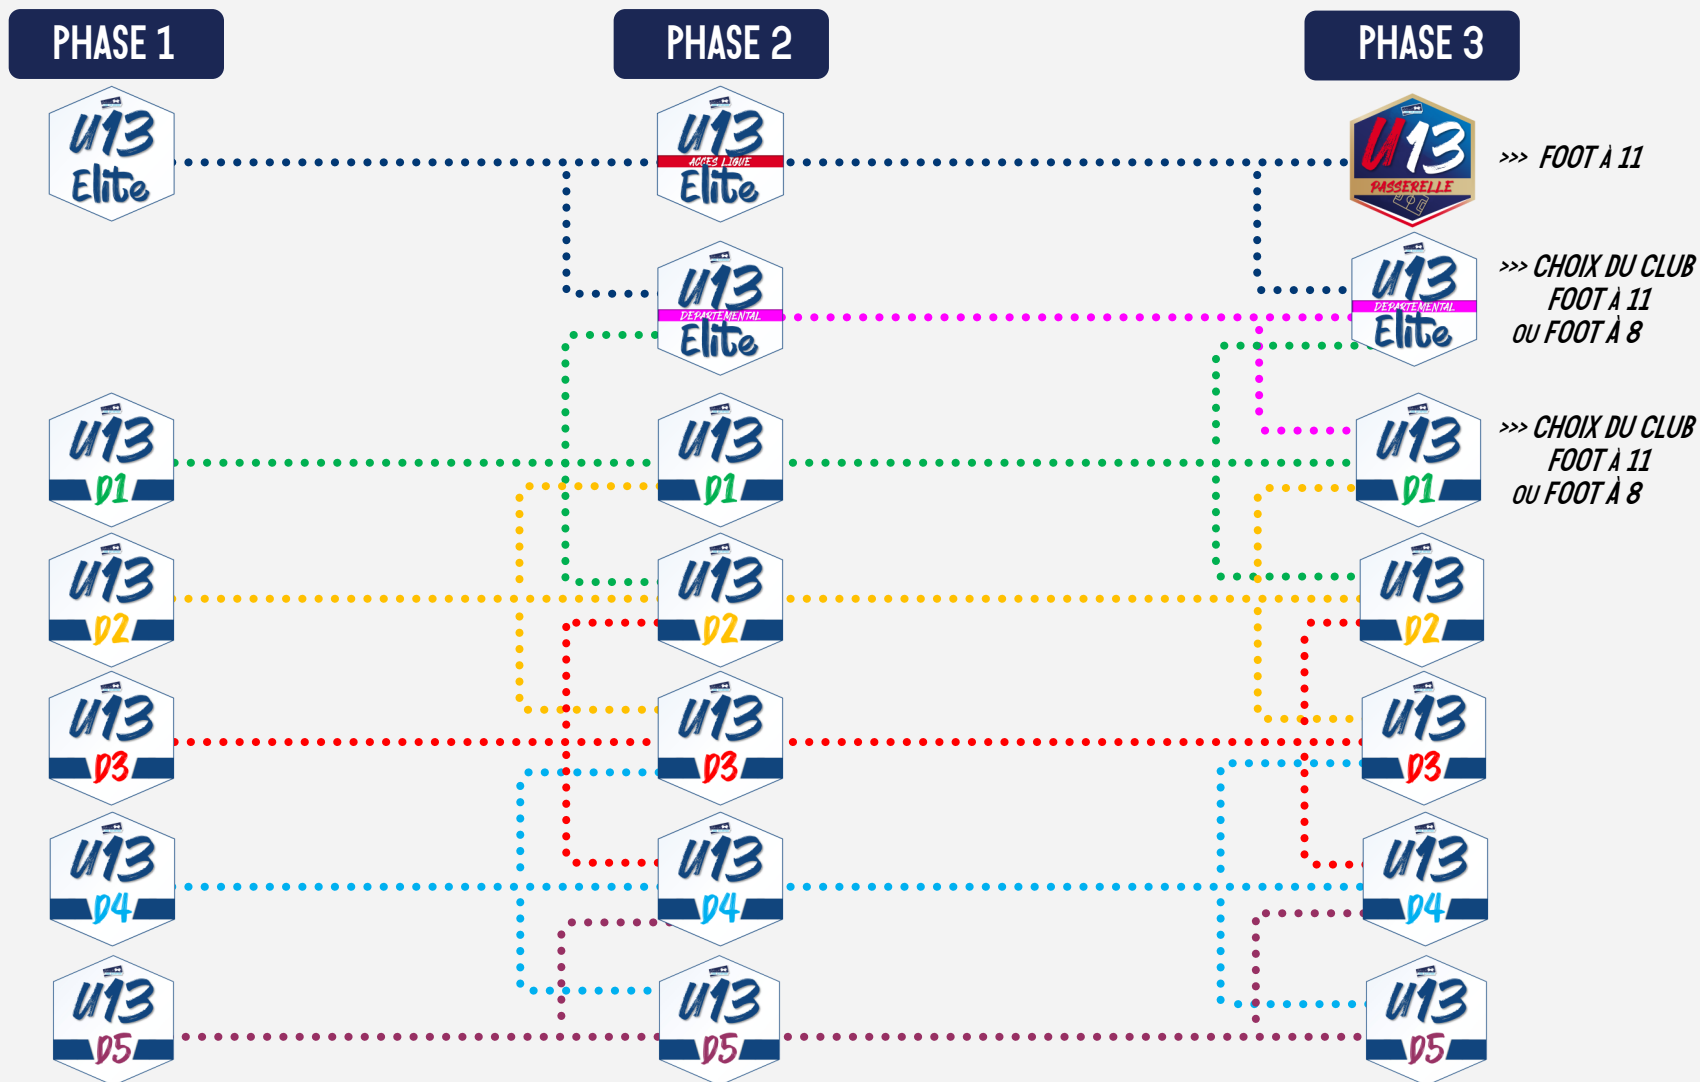 PHASE 1
PHASE 2
PHASE 3
U13
Elite
U13
ACCES LIGUE
Elite
U13
PASSERELLE
>>> FOOT À 11
U13
DEPARTEMENTAL
Elite
U13
DEPARTEMENTAL
Elite
>>> CHOIX DU CLUB
FOOT À 11
OU FOOT À 8
U13
D1
U13
D1
U13
D1
>>> CHOIX DU CLUB
FOOT À 11
OU FOOT À 8
U13
D2
U13
D2
U13
D2
U13
D3
U13
D3
U13
D3
U13
D4
U13
D4
U13
D4
U13
D5
U13
D5
U13
D5